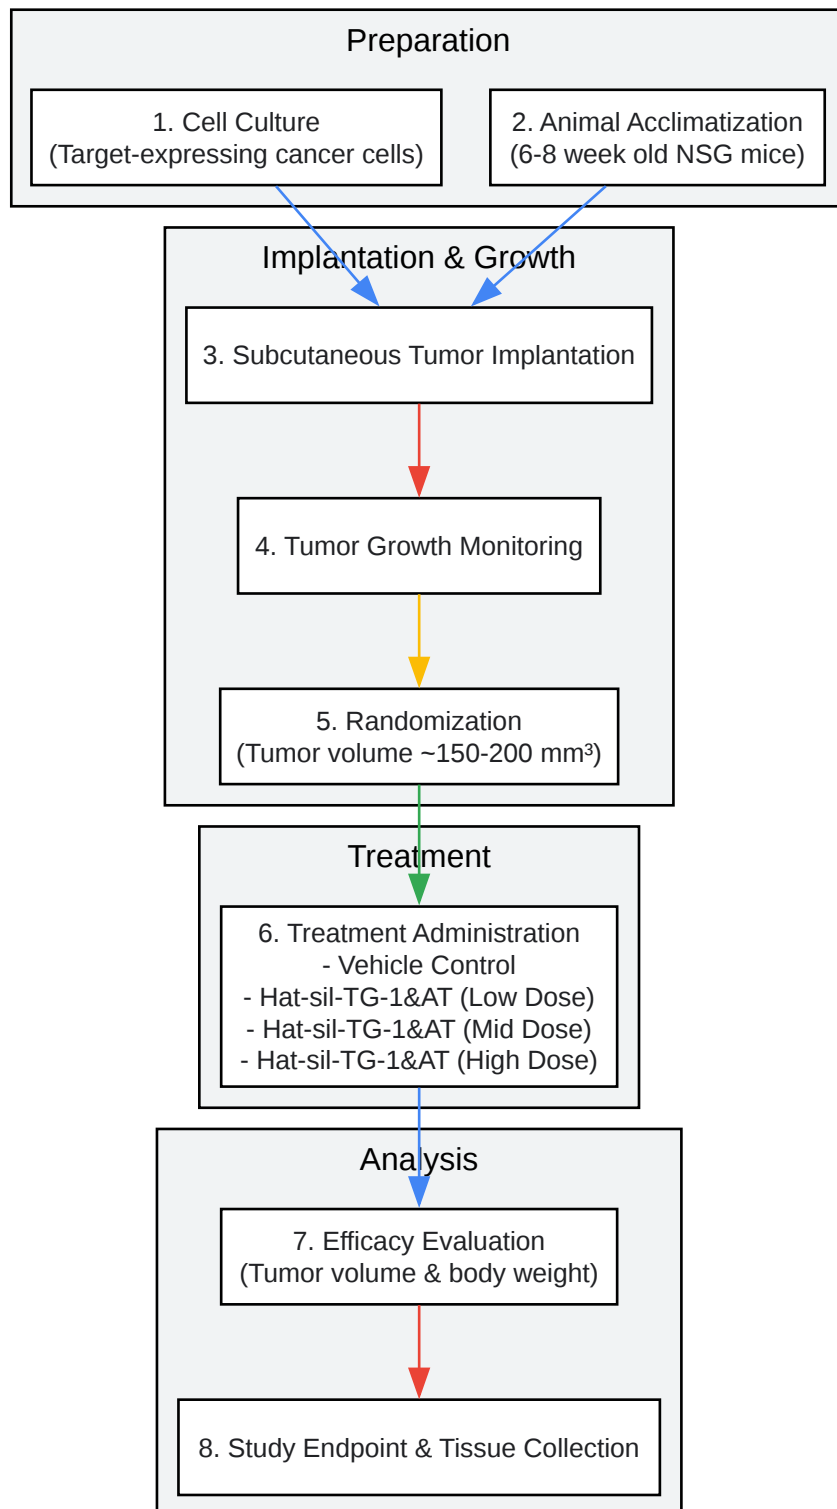 Preparation
1. Cell Culture
(Target-expressing cancer cells)
2. Animal Acclimatization
(6-8 week old NSG mice)
Implantation & Growth
3. Subcutaneous Tumor Implantation
4. Tumor Growth Monitoring
5. Randomization
(Tumor volume ~150-200 mm³)
Treatment
6. Treatment Administration
- Vehicle Control
- Hat-sil-TG-1&AT (Low Dose)
- Hat-sil-TG-1&AT (Mid Dose)
- Hat-sil-TG-1&AT (High Dose)
Analysis
7. Efficacy Evaluation
(Tumor volume & body weight)
8. Study Endpoint & Tissue Collection